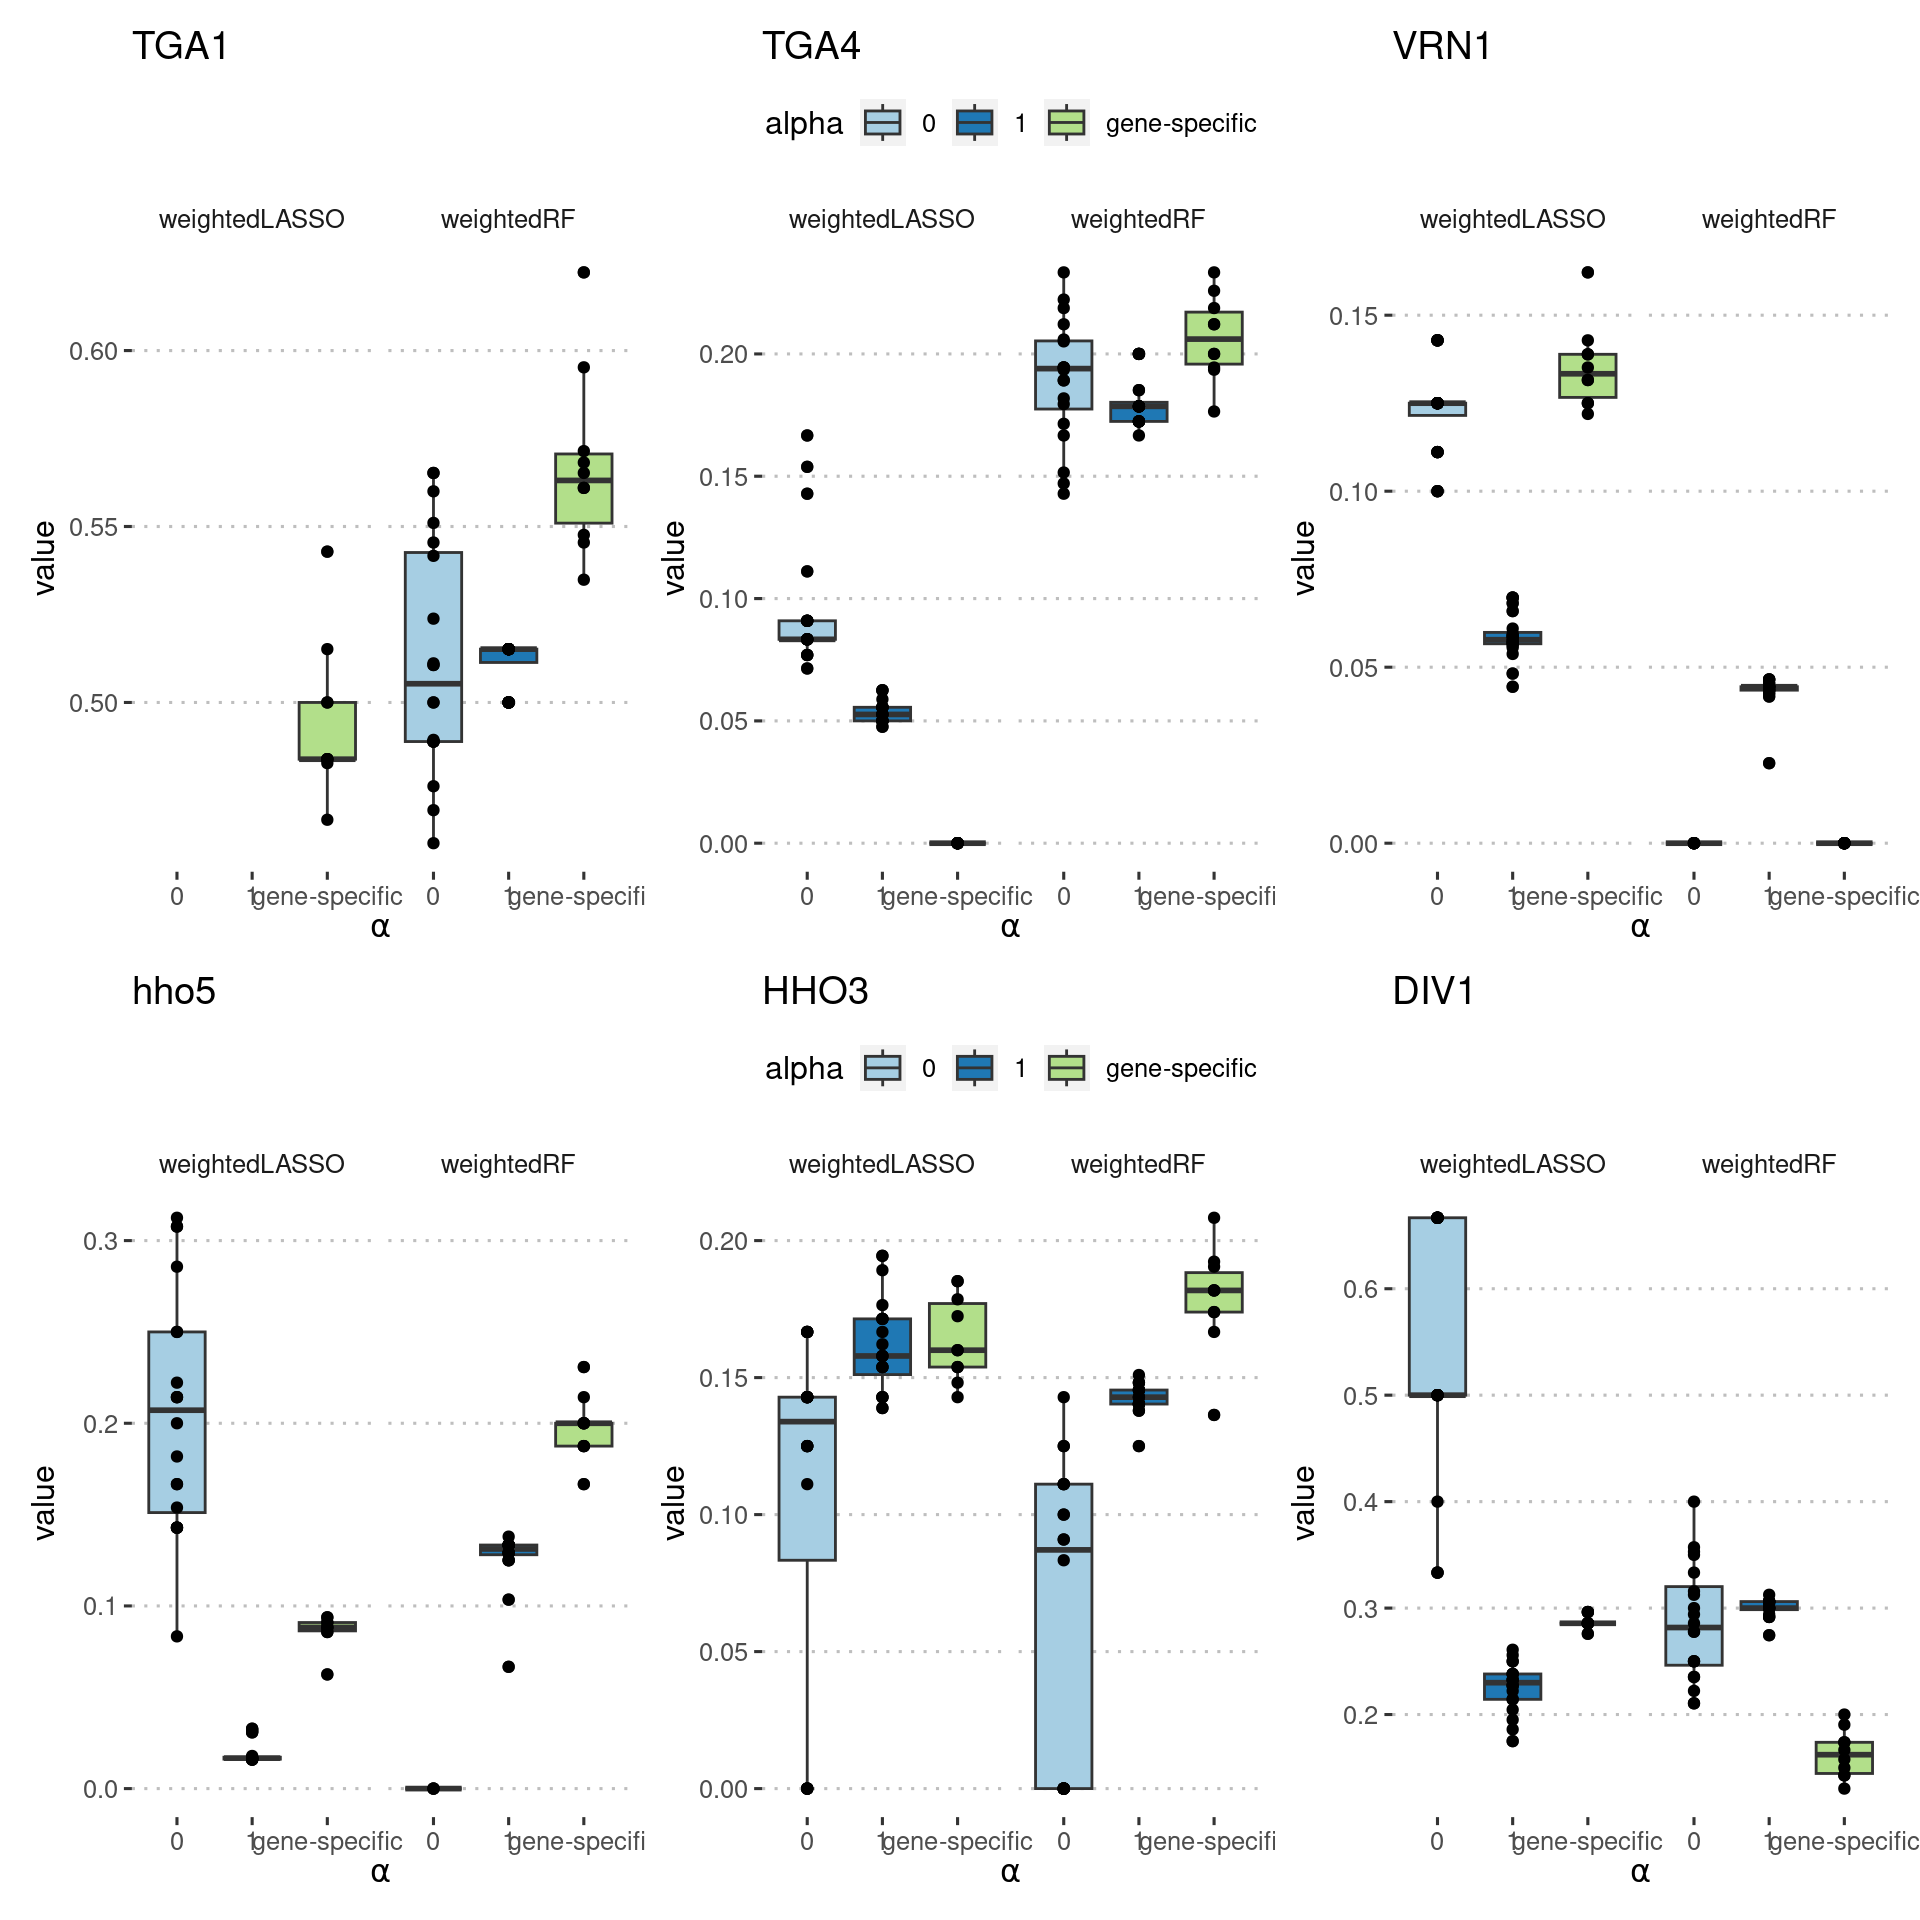 TGA1 TGA4 VRN1
alpha 0 1 gene-specific
weightedLASSO weightedRF weightedLASSO weightedRF weightedLASSO weightedRF
value
0.60
0.55
0.50
value
0.20
0.15
0.10
0.05
0.00
value
0.15
0.10
0.05
0.00
0 1 gene-specific 0 1 gene-specifi 0 1 gene-specific 0 1 gene-specifi 0 1 gene-specific 0 1 gene-specific
α α α
hho5 HHO3 DIV1
alpha 0 1 gene-specific
weightedLASSO weightedRF weightedLASSO weightedRF weightedLASSO weightedRF
value
0.3
0.2
0.1
0.0
value
0.20
0.15
0.10
0.05
0.00
value
0.6
0.5
0.4
0.3
0.2
0 1 gene-specific 0 1 gene-specifi 0 1 gene-specific 0 1 gene-specifi 0 1 gene-specific 0 1 gene-specific
α α α